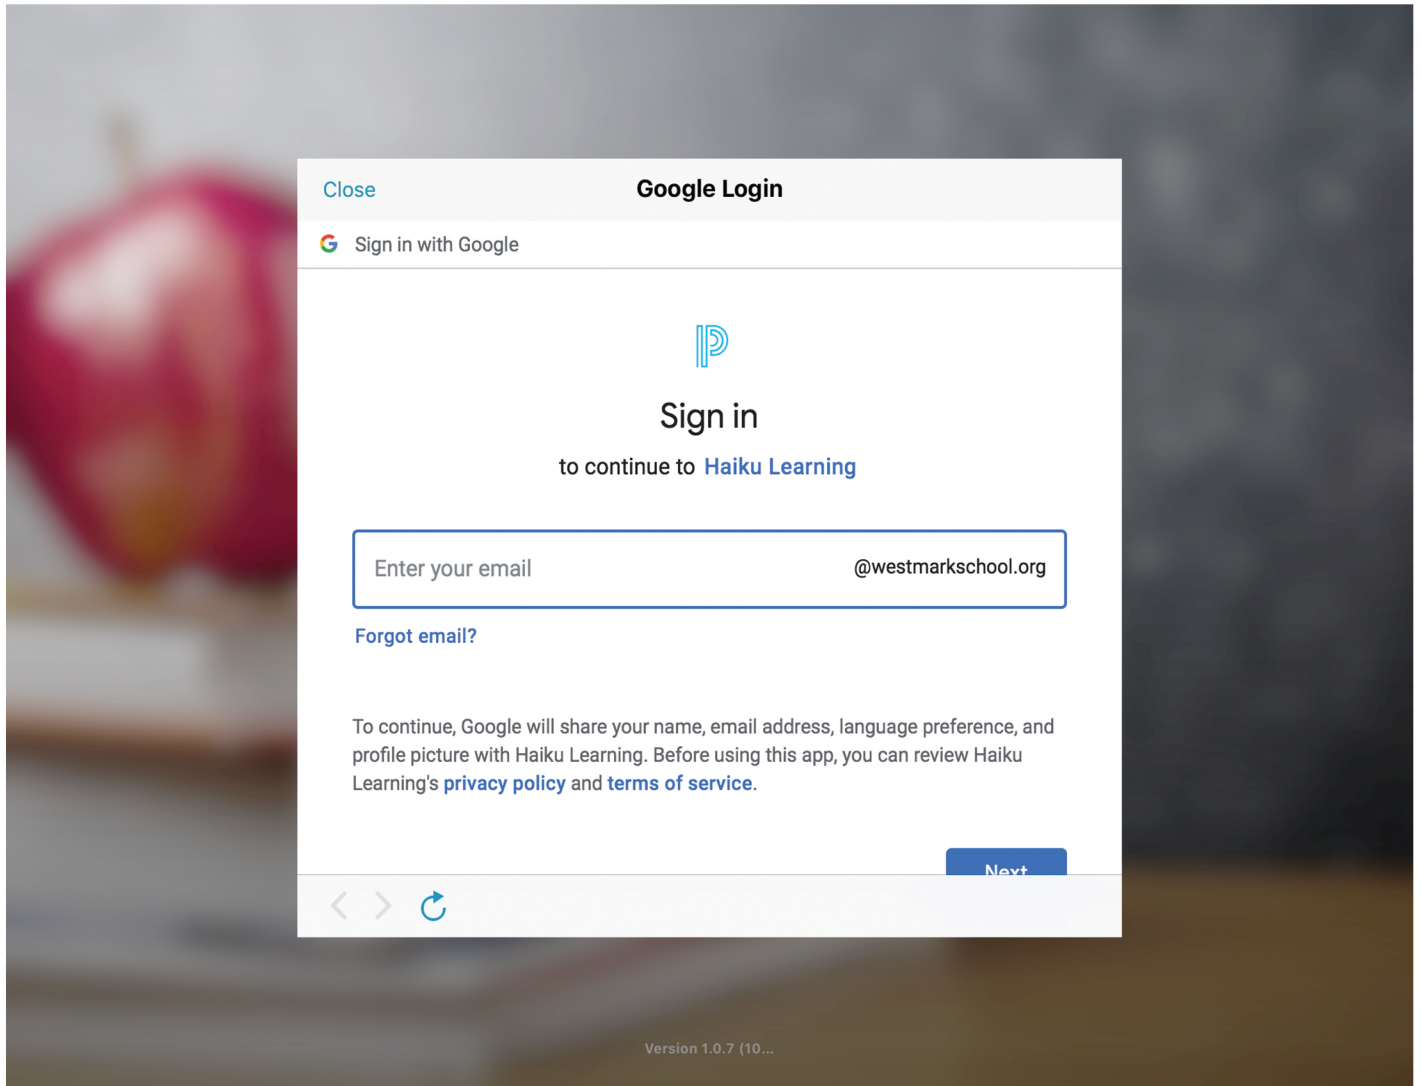 Close
Google Login
Sign in with Google
Sign in
to continue to Haiku Learning
Enter your email
@westmarkschool.org
Forgot email?
To continue, Google will share your name, email address, language preference, and
profile picture with Haiku Learning. Before using this app, you can review Haiku
Learning's privacy policy and terms of service.
Next
Version 1.0.7 (10...